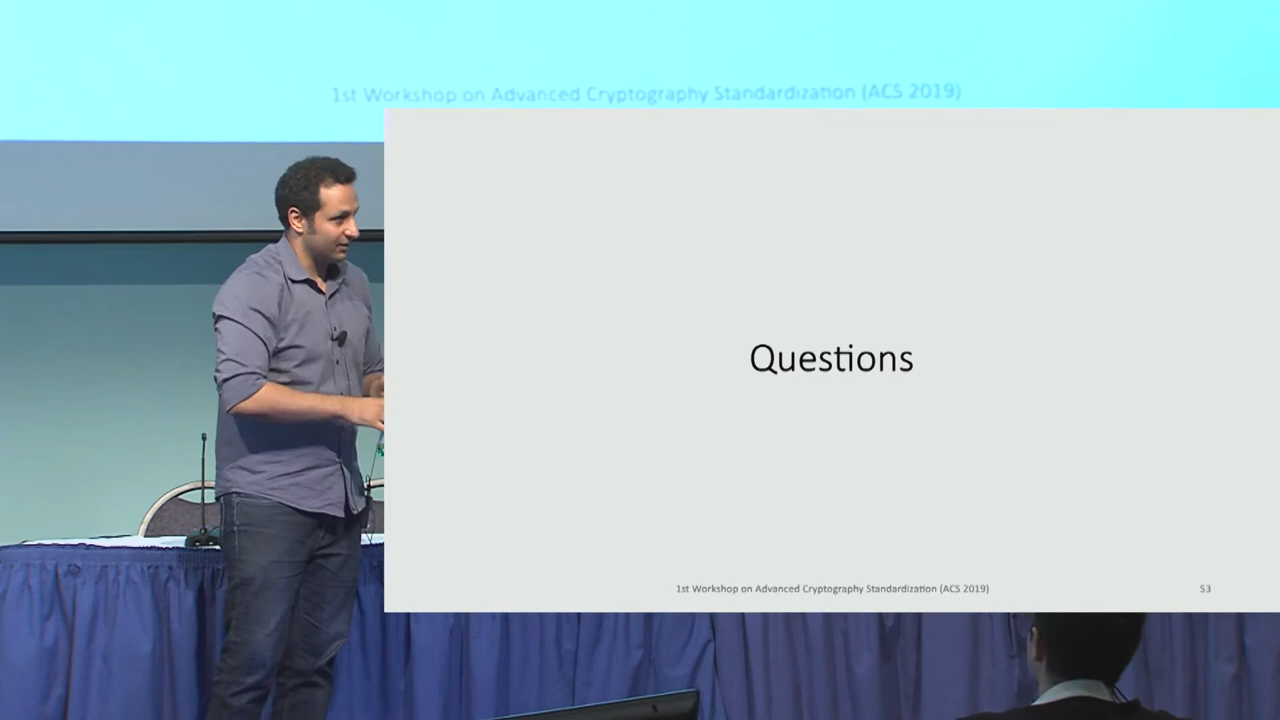 1st Workshop on Advanced Cryptography Standardization (ACS 2019)
Questions
1st Workshop on Advanced Cryptography Standardization (ACS 2019)
53